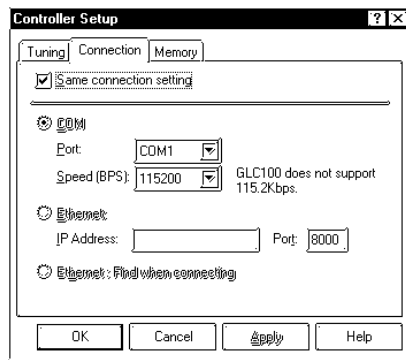 Controller Setup
Tuning Connection Memory
Same connection setting
COM
Port: COM1
Speed (BPS): 115200
GLC100 does not support
115.2Kbps.
Ethernet:
IP Address: Port: 8000
Ethernet : Find when connecting
OK Cancel Apply Help